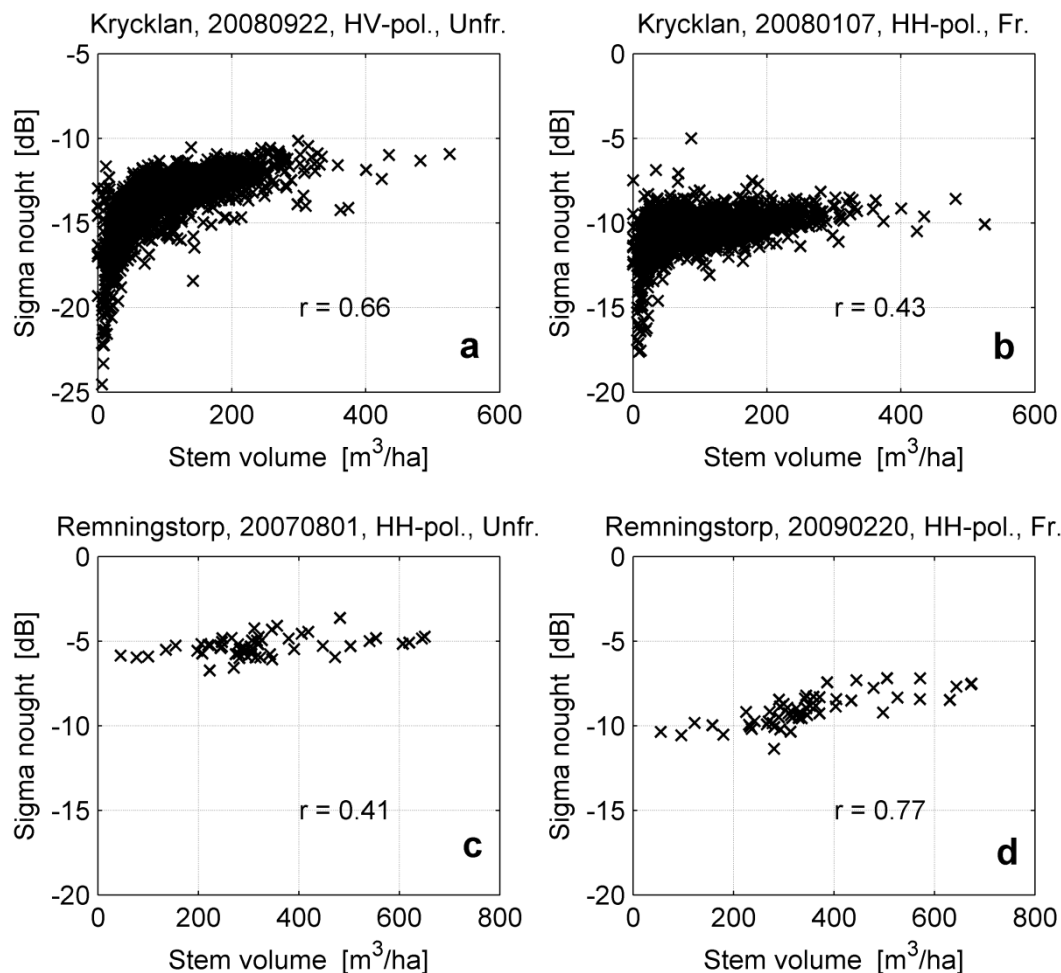 Krycklan, 20080922, HV-pol., Unfr.
-5
-10
-15
-20
-25
Sigma nought [dB]
r = 0.66
a
0 200 400 600
Stem volume [m³/ha]
Krycklan, 20080107, HH-pol., Fr.
0
-5
-10
-15
-20
Sigma nought [dB]
r = 0.43
b
0 200 400 600
Stem volume [m³/ha]
Remningstorp, 20070801, HH-pol., Unfr.
0
-5
-10
-15
-20
Sigma nought [dB]
r = 0.41
c
0 200 400 600 800
Stem volume [m³/ha]
Remningstorp, 20090220, HH-pol., Fr.
0
-5
-10
-15
-20
Sigma nought [dB]
r = 0.77
d
0 200 400 600 800
Stem volume [m³/ha]